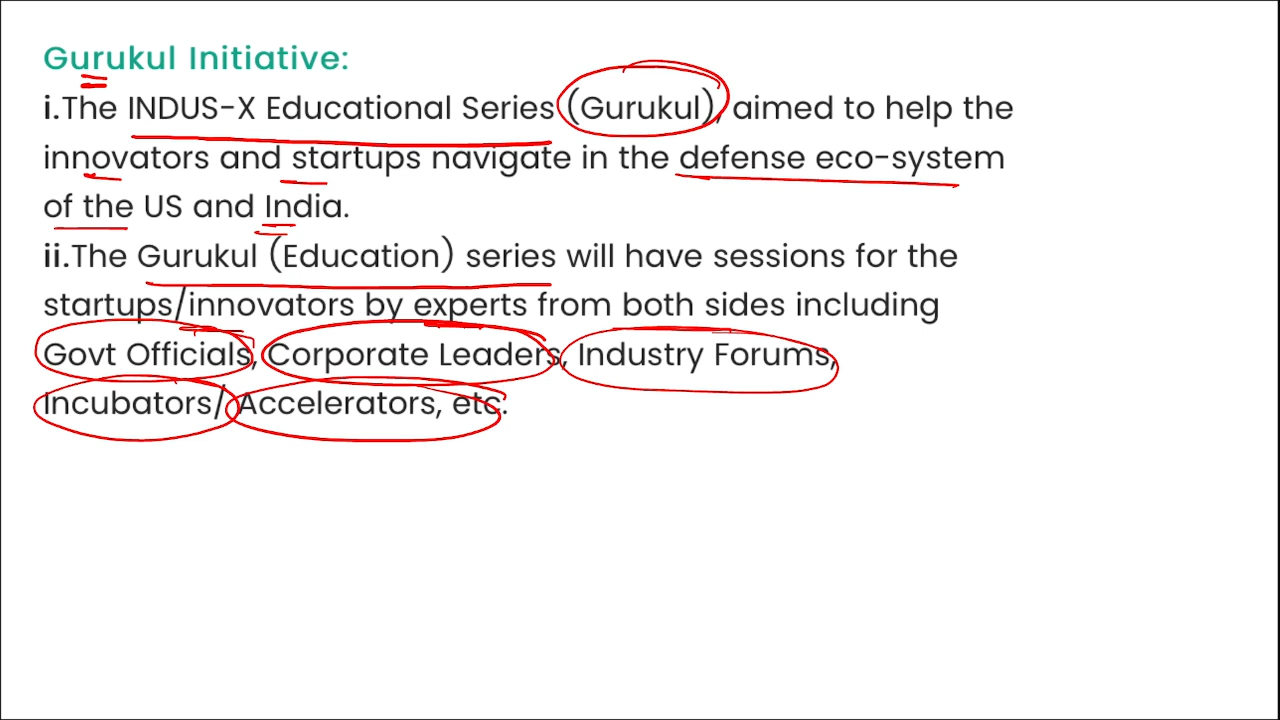 Gurukul Initiative:
i.The INDUS-X Educational Series (Gurukul), aimed to help the
innovators and startups navigate in the defense eco-system
of the US and India.
ii.The Gurukul (Education) series will have sessions for the
startups/innovators by experts from both sides including
Govt Officials, Corporate Leaders, Industry Forums,
Incubators/ Accelerators, etc.